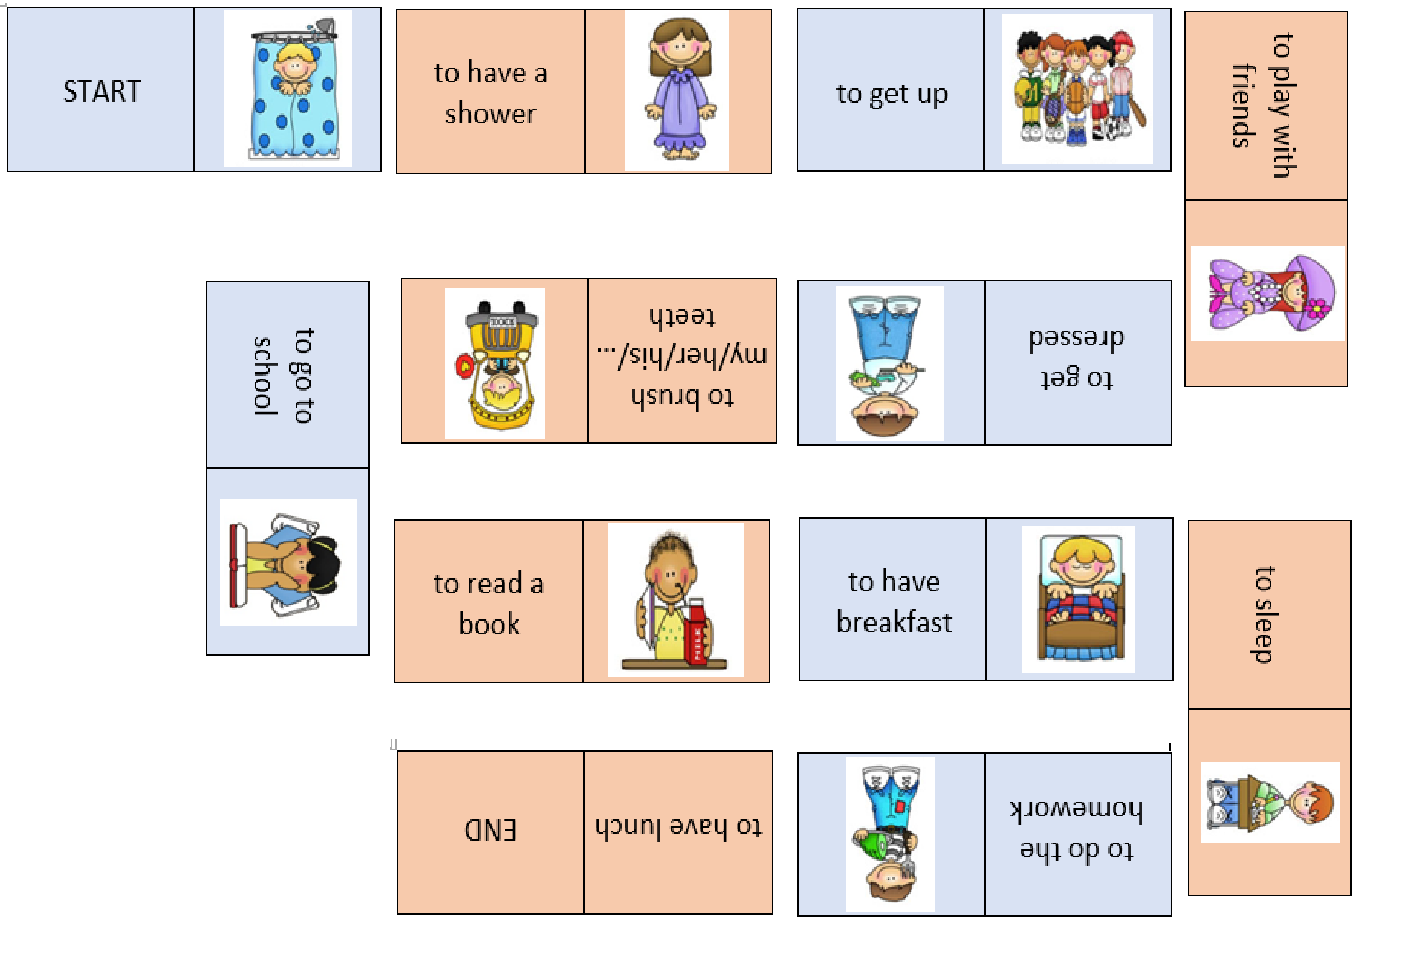 START
to have a
shower
to get up
to play with
friends
to get
dressed
to brush
my/her/his/...
teeth
to go to
school
to read a
book
to have
breakfast
to sleep
to do the
homework
to have lunch
END